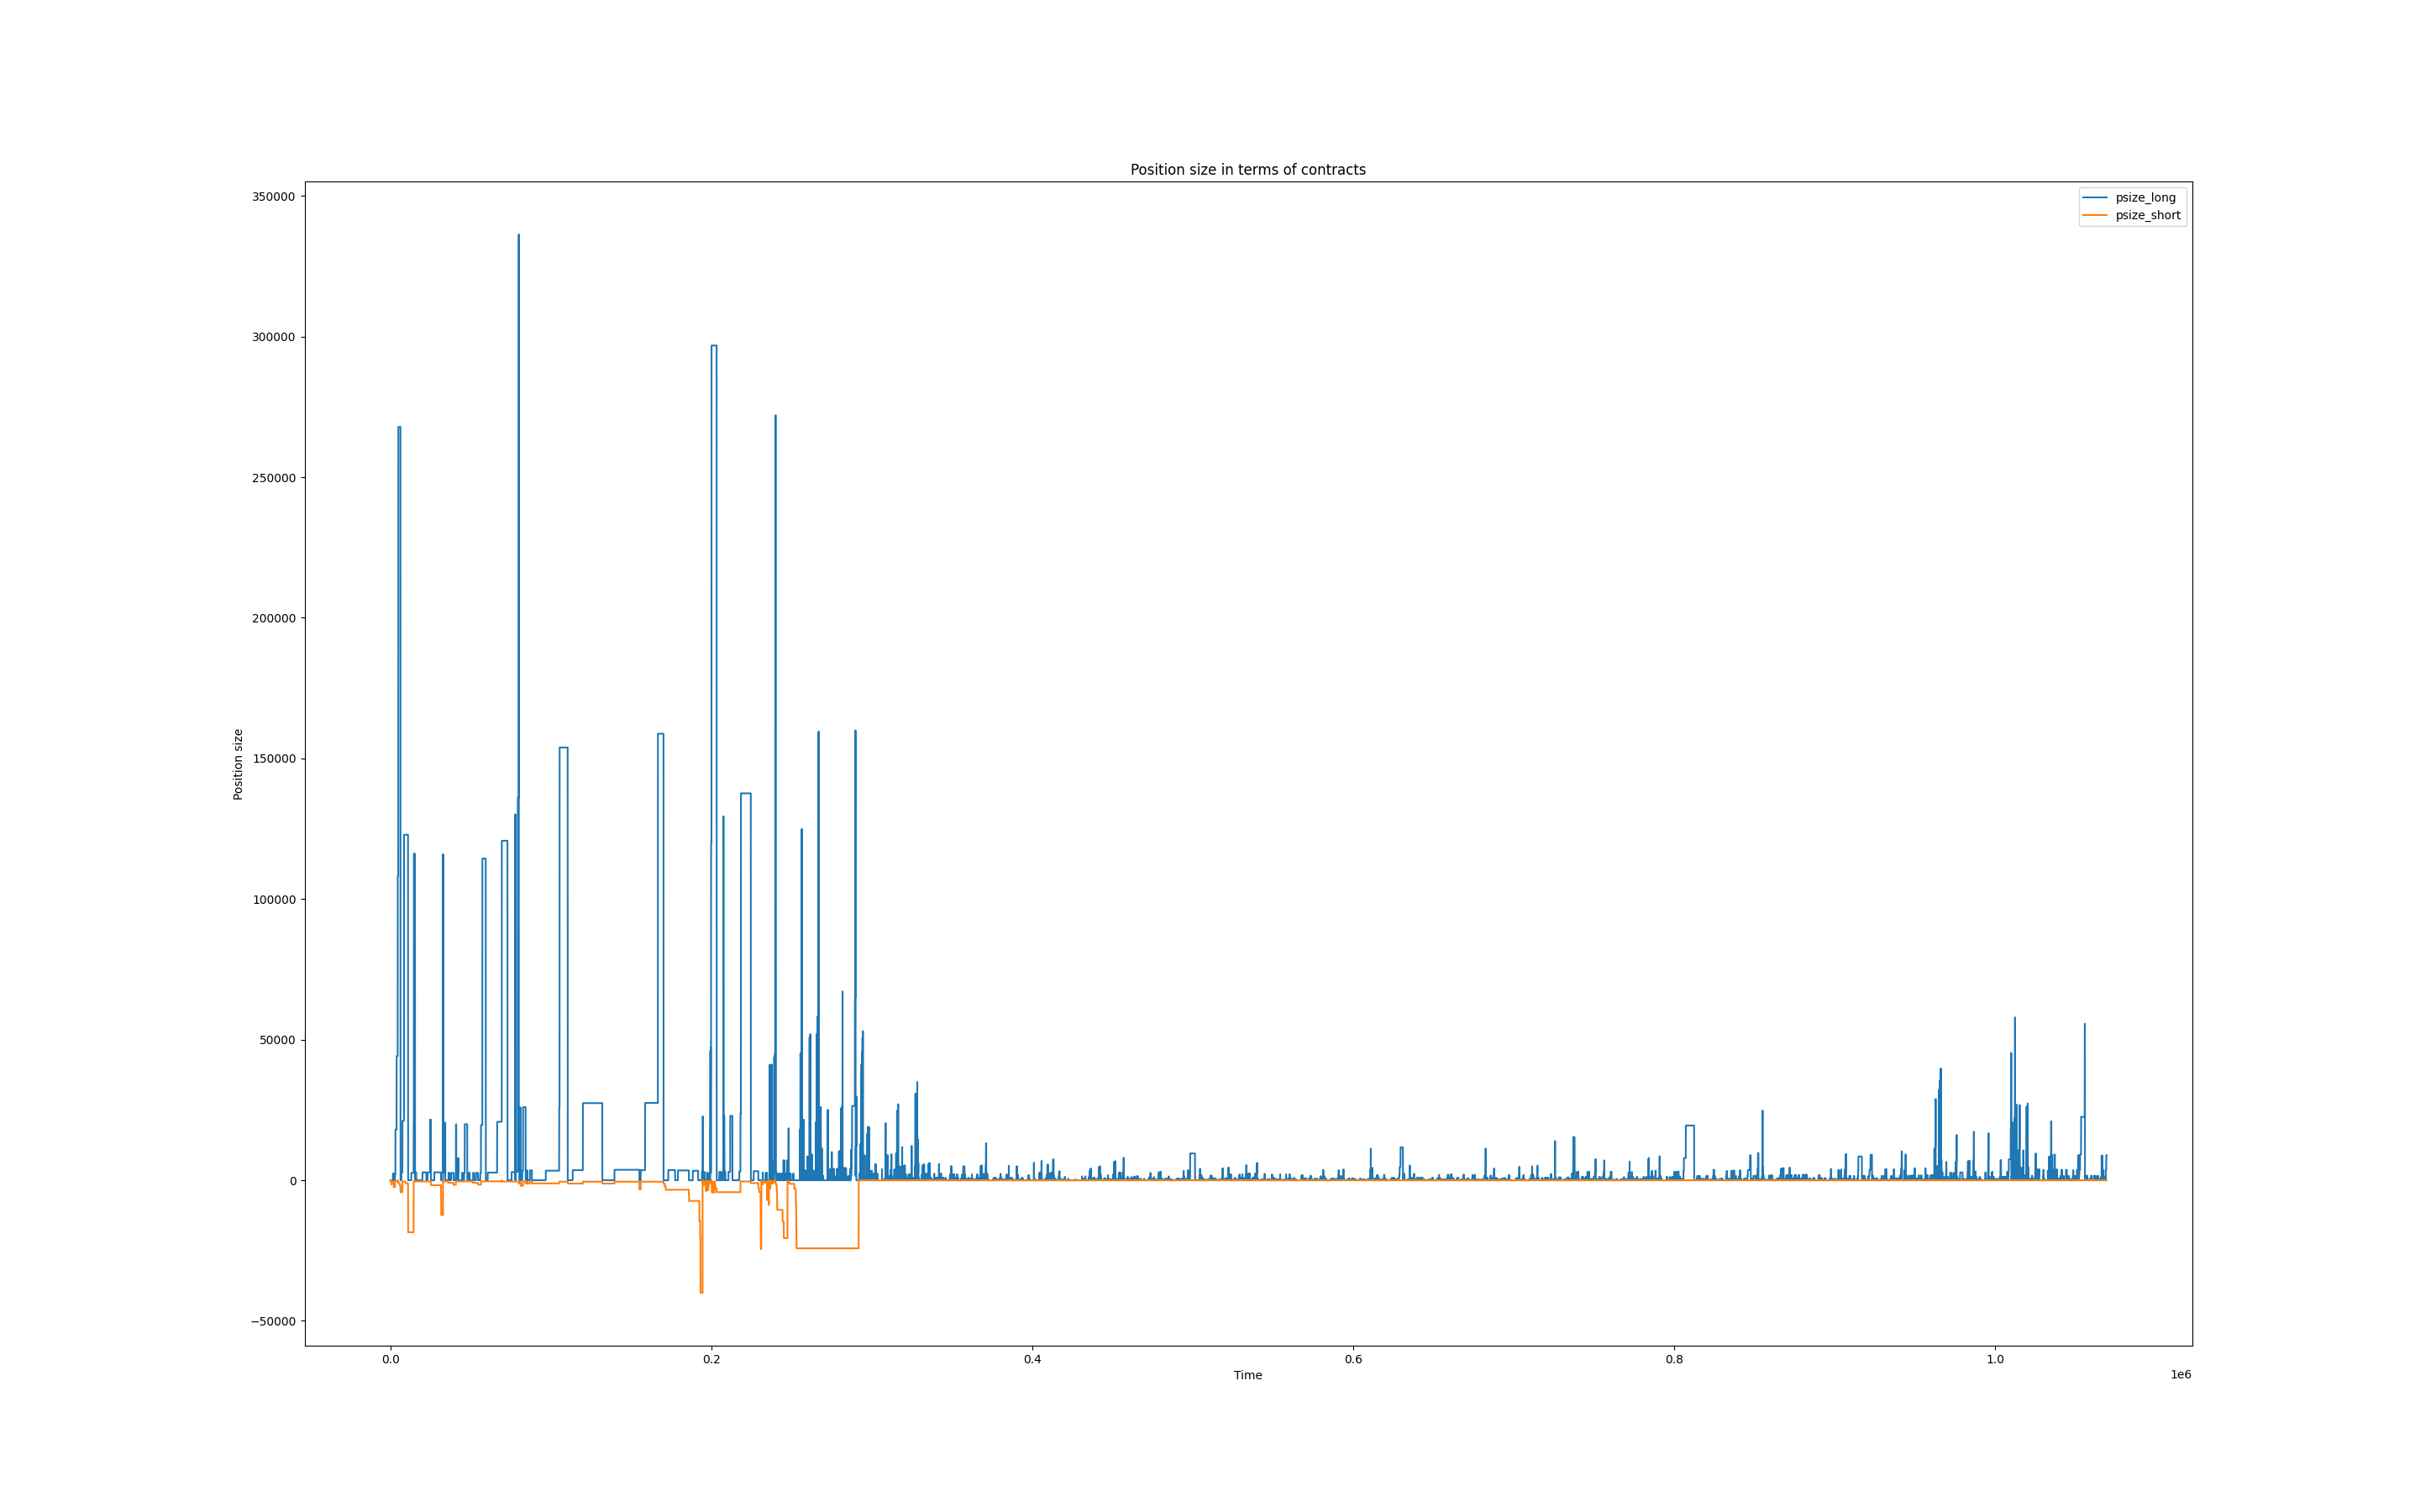 Position size in terms of contracts
psize_long
psize_short
350000
300000
250000
200000
150000
100000
50000
0
−50000
Position size
0.0
0.2
0.4
0.6
0.8
1.0
Time
1e6